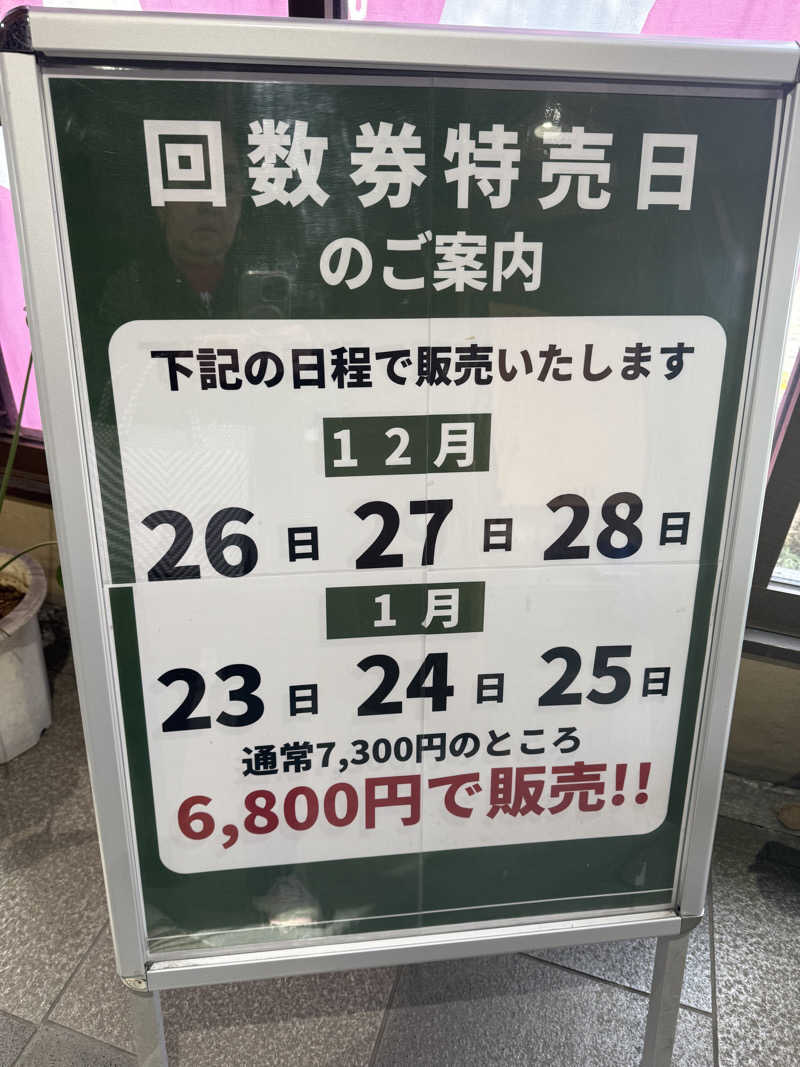 回数券特売日
のご案内
下記の日程で販売いたします
12月
26日 27日 28日
1月
23日 24日 25日
通常7,300円のところ
6,800円で販売!!